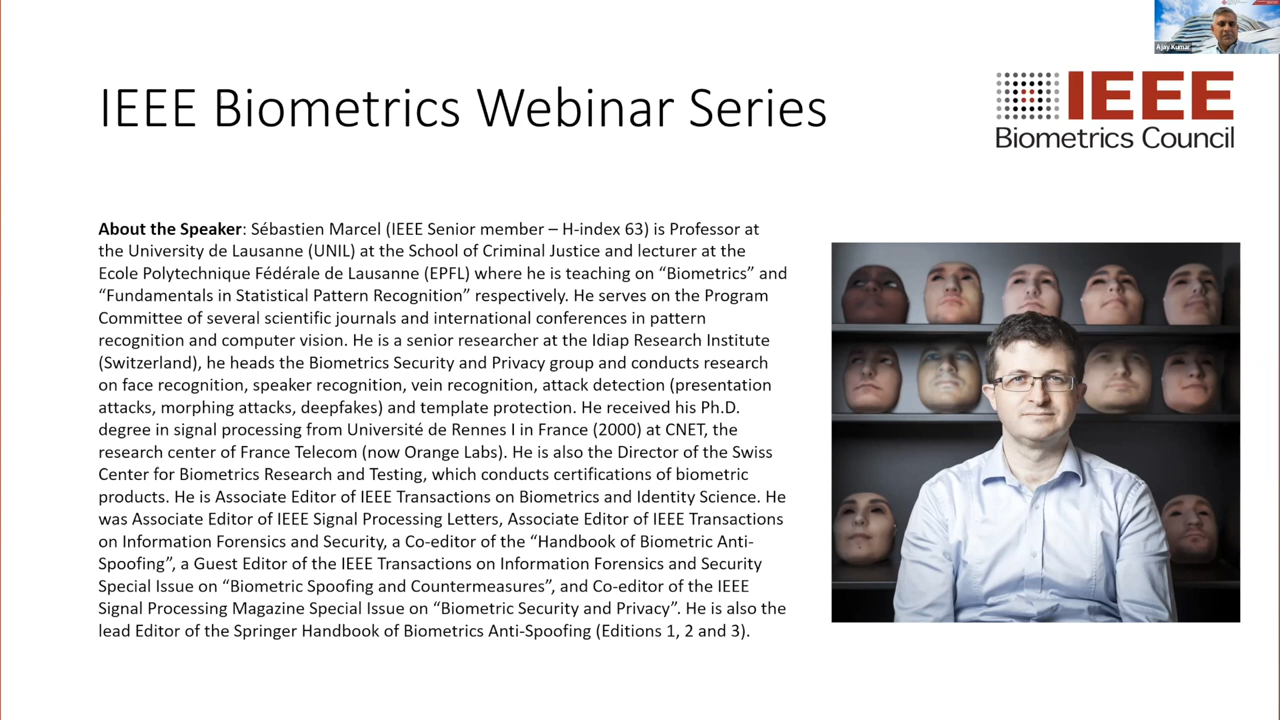 Ajay Kumar
IEEE Biometrics Webinar Series
IEEE
Biometrics Council
About the Speaker: Sébastien Marcel (IEEE Senior member – H-index 63) is Professor at
the University de Lausanne (UNIL) at the School of Criminal Justice and lecturer at the
Ecole Polytechnique Fédérale de Lausanne (EPFL) where he is teaching on “Biometrics” and
“Fundamentals in Statistical Pattern Recognition” respectively. He serves on the Program
Committee of several scientific journals and international conferences in pattern
recognition and computer vision. He is a senior researcher at the Idiap Research Institute
(Switzerland), he heads the Biometrics Security and Privacy group and conducts research
on face recognition, speaker recognition, vein recognition, attack detection (presentation
attacks, morphing attacks, deepfakes) and template protection. He received his Ph.D.
degree in signal processing from Université de Rennes I in France (2000) at CNET, the
research center of France Telecom (now Orange Labs). He is also the Director of the Swiss
Center for Biometrics Research and Testing, which conducts certifications of biometric
products. He is Associate Editor of IEEE Transactions on Biometrics and Identity Science. He
was Associate Editor of IEEE Signal Processing Letters, Associate Editor of IEEE Transactions
on Information Forensics and Security, a Co-editor of the “Handbook of Biometric Anti-
Spoofing”, a Guest Editor of the IEEE Transactions on Information Forensics and Security
Special Issue on “Biometric Spoofing and Countermeasures”, and Co-editor of the IEEE
Signal Processing Magazine Special Issue on “Biometric Security and Privacy”. He is also the
lead Editor of the Springer Handbook of Biometrics Anti-Spoofing (Editions 1, 2 and 3).